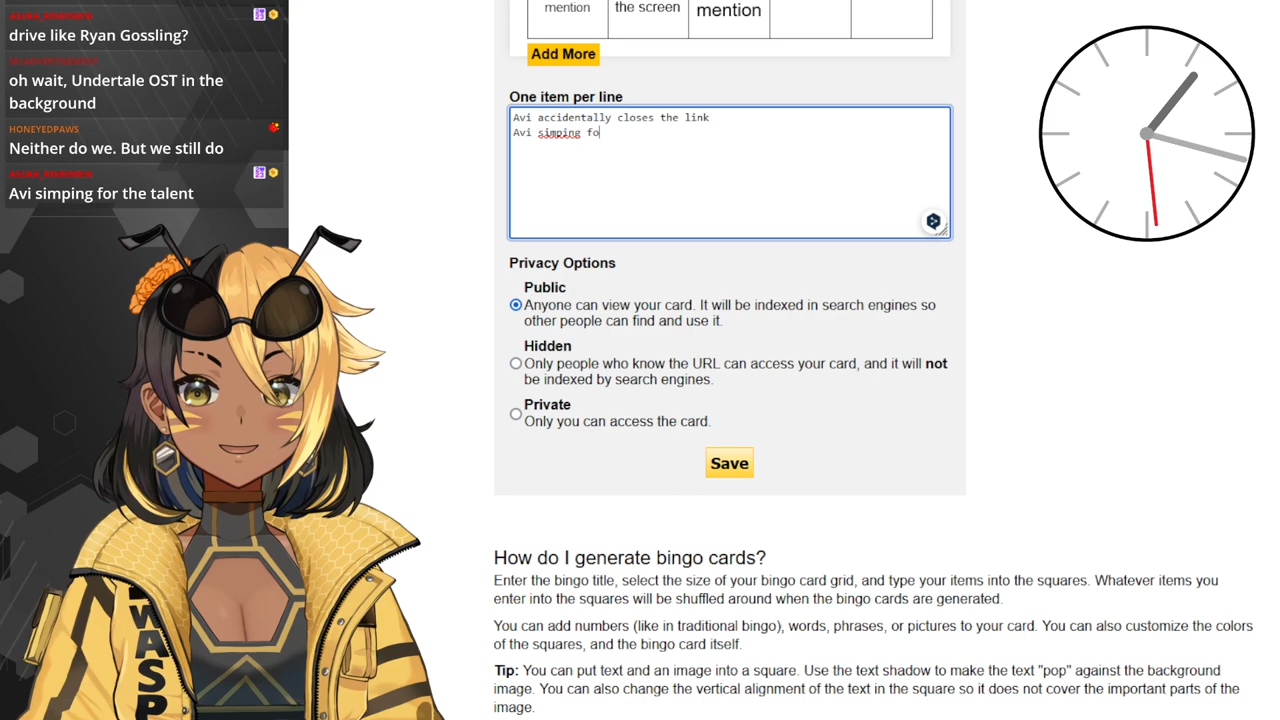 drive like Ryan Gossling?
oh wait, Undertale OST in the
background
HONEYEDPAWS
Neither do we. But we still do
Avi simping for the talent
mention
the screen
mention
Add More
One item per line
Avi accidentally closes the link
Avi simping fo
Privacy Options
Public
Anyone can view your card. It will be indexed in search engines so
other people can find and use it.
Hidden
Only people who know the URL can access your card, and it will not
be indexed by search engines.
Private
Only you can access the card.
Save
How do I generate bingo cards?
Enter the bingo title, select the size of your bingo card grid, and type your items into the squares. Whatever items you
enter into the squares will be shuffled around when the bingo cards are generated.
You can add numbers (like in traditional bingo), words, phrases, or pictures to your card. You can also customize the colors
of the squares, and the bingo card itself.
Tip: You can put text and an image into a square. Use the text shadow to make the text "pop" against the background
image. You can also change the vertical alignment of the text in the square so it does not cover the important parts of the
image.
WASP